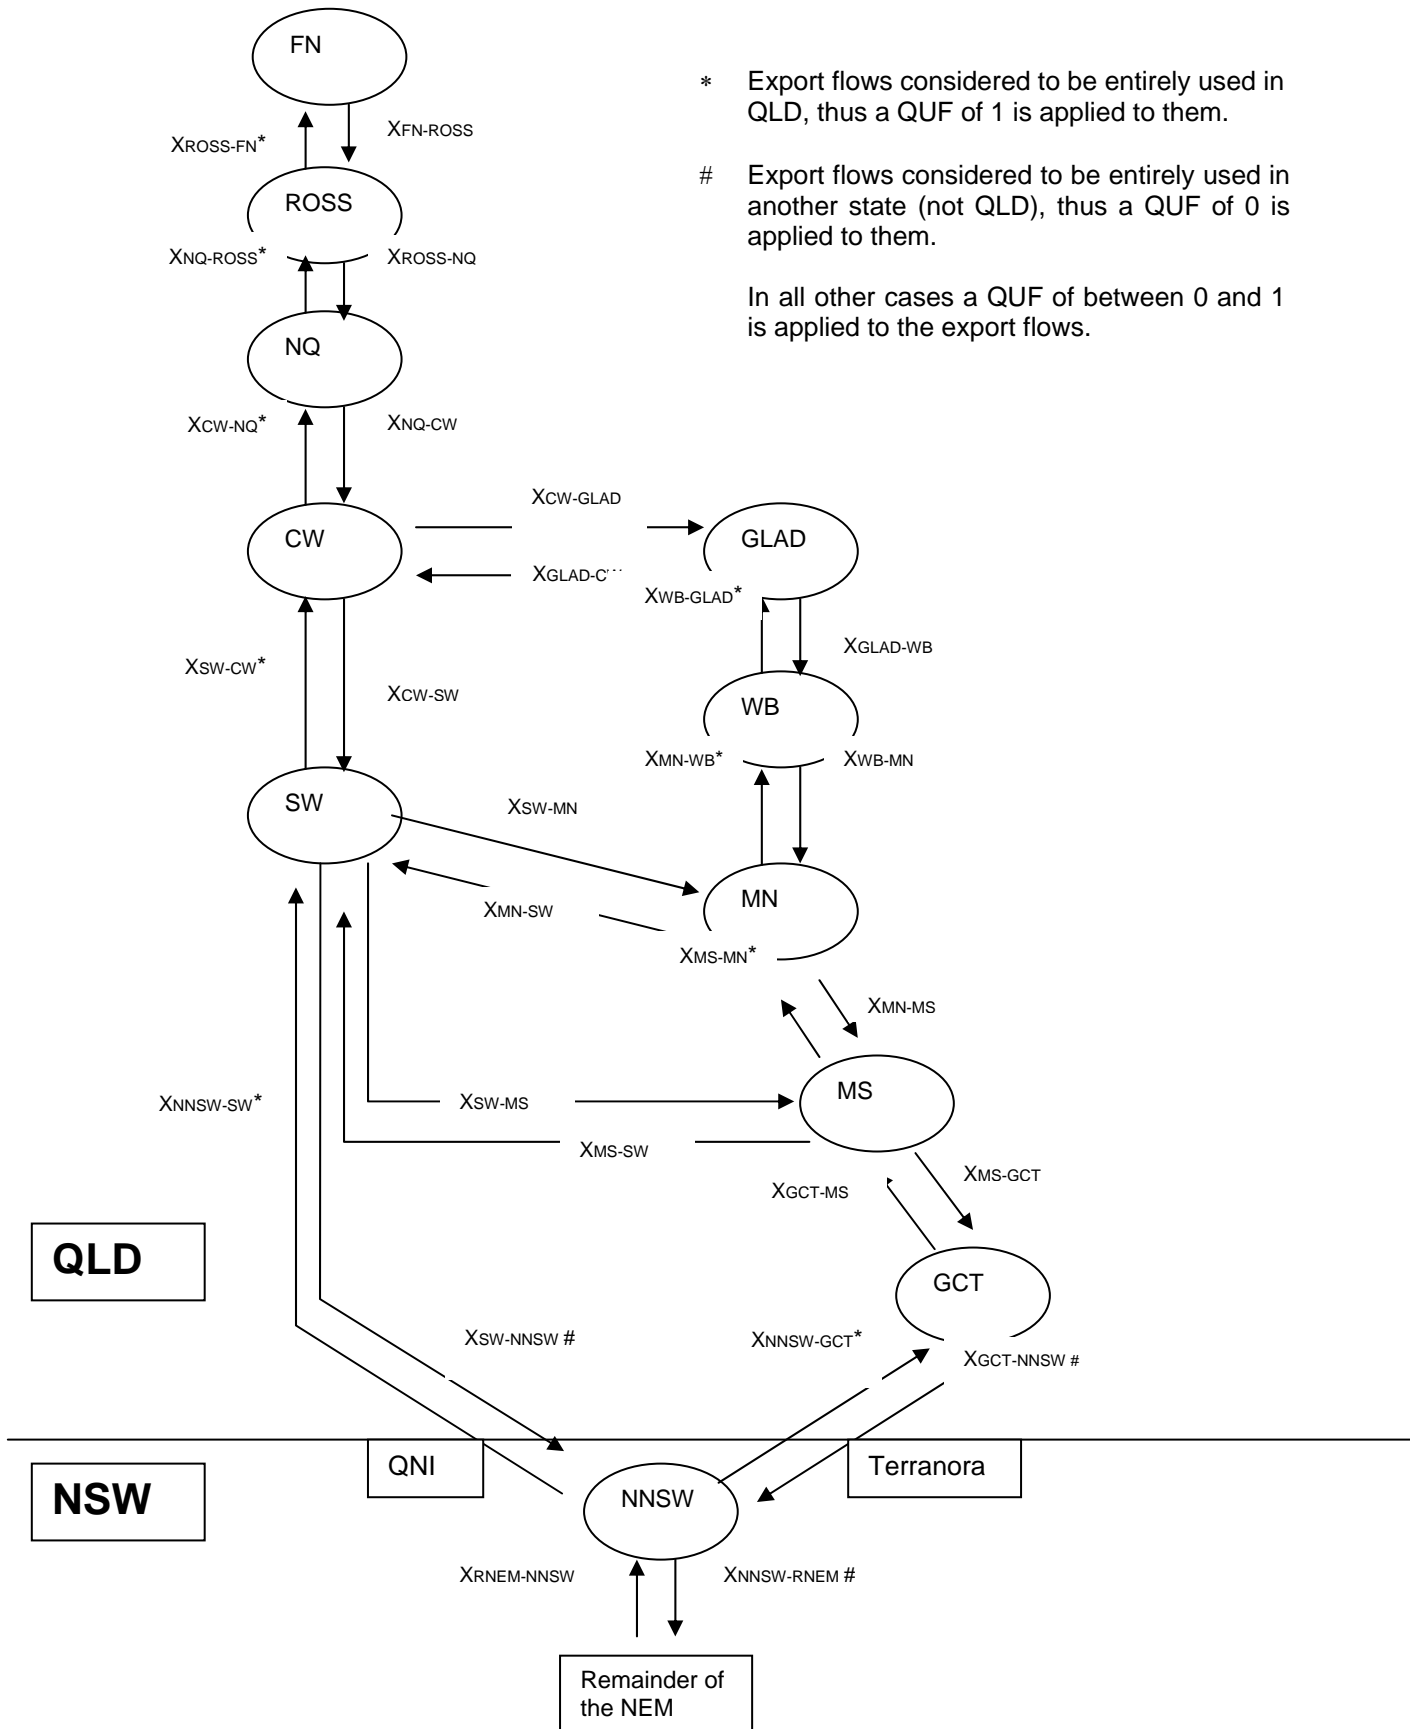 FN
* Export flows considered to be entirely used in
QLD, thus a QUF of 1 is applied to them.
XFN-ROSS
XROSS-FN*
# Export flows considered to be entirely used in
another state (not QLD), thus a QUF of 0 is
applied to them.
ROSS
XNQ-ROSS*
XROSS-NQ
In all other cases a QUF of between 0 and 1
is applied to the export flows.
NQ
XCW-NQ*
XNQ-CW
XCW-GLAD
CW
GLAD
XGLAD-CW
XWB-GLAD*
XGLAD-WB
XSW-CW*
XCW-SW
WB
XMN-WB*
XWB-MN
SW
XSW-MN
MN
XMN-SW
XMS-MN*
XMN-MS
MS
XNNSW-SW*
XSW-MS
XMS-SW
XMS-GCT
XGCT-MS
QLD
GCT
XSW-NNSW #
XNNSW-GCT*
XGCT-NNSW #
QNI
Terranora
NSW
NNSW
XRNEM-NNSW
XNNSW-RNEM #
Remainder of
the NEM